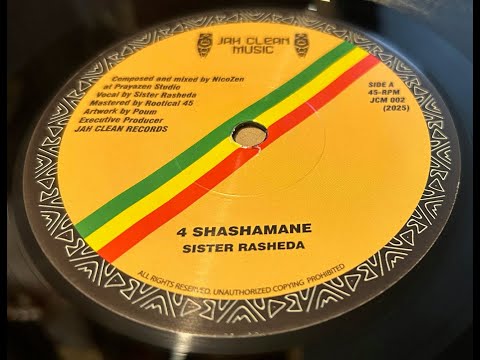 JAH CLEAN
MUSIC
Composed and mixed by NicoZen
at Prayazen Studio
Vocal by Sister Rasheda
Mastered by Rootical 45
Artwork by Poum
Executive Producer
JAH CLEAN RECORDS
SIDE A
45-RPM
JCM 002
(2025)
4 SHASHAMANE
SISTER RASHEDA
ALL RIGHTS RESERVED. UNAUTHORIZED COPYING PROHIBITED